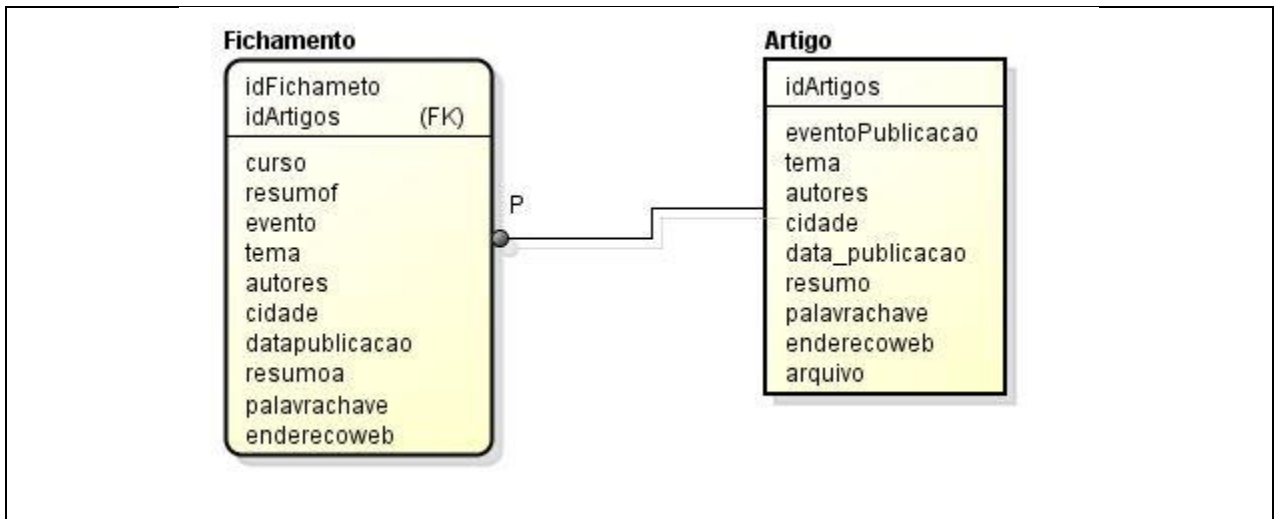 Fichamento
idFichameto
idArtigos (FK)
curso
resumof
evento
tema
autores
cidade
datapublicacao
resumoa
palavrachave
enderecoweb
P
Artigo
idArtigos
eventoPublicacao
tema
autores
cidade
data_publicacao
resumo
palavrachave
enderecoweb
arquivo